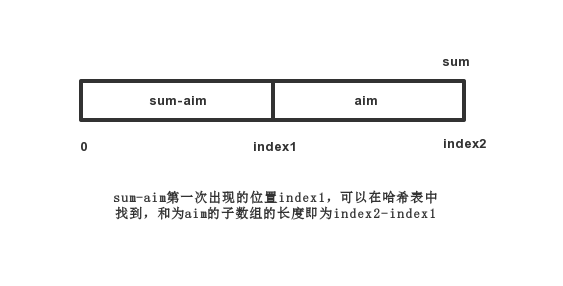 sum
sum-aim
aim
0
index1
index2
sum-aim第一次出现的位置index1，可以在哈希表中
找到，和为aim的子数组的长度即为index2-index1